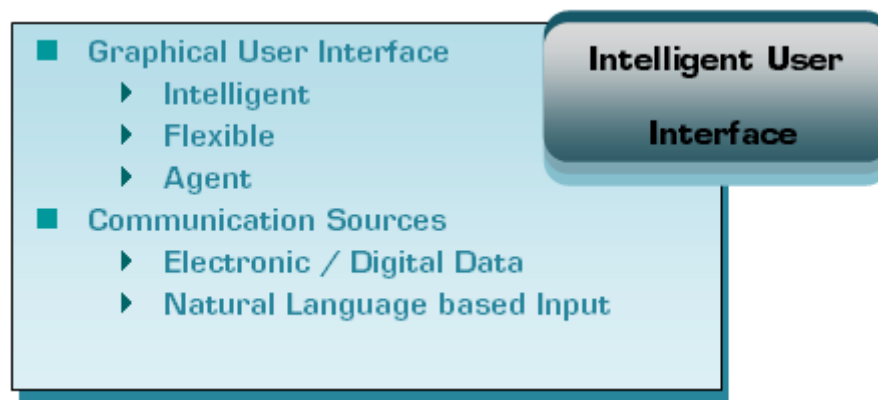 Intelligent User
Interface
Graphical User Interface
Intelligent
Flexible
Agent
Communication Sources
Electronic / Digital Data
Natural Language based Input